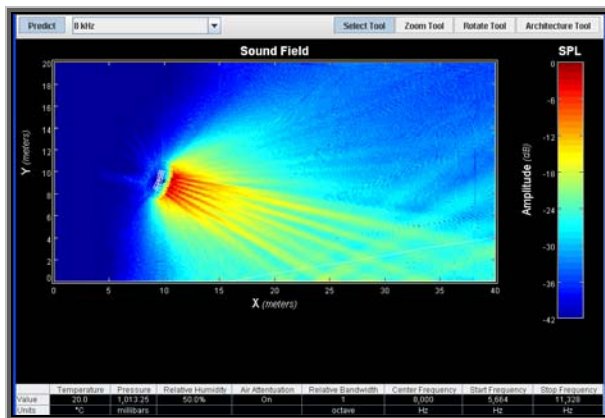 Predict 8 kHz Select Tool Zoom Tool Rotate Tool Architecture Tool
Sound Field SPL
20
18
16
14
12
10
8
6
4
2
0
Y (meters)
0 5 10 15 20 25 30 35 40
X (meters)
0
-6
-12
-18
-24
-30
-36
-42
Amplitude (dB)
Temperature Pressure Relative Humidity Air Attentuation Relative Bandwidth Center Frequency Start Frequency Stop Frequency
Value 20.0 1,013.25 50.0% On 1 8,000 5,664 11,328
Units °C millibars octave Hz Hz Hz